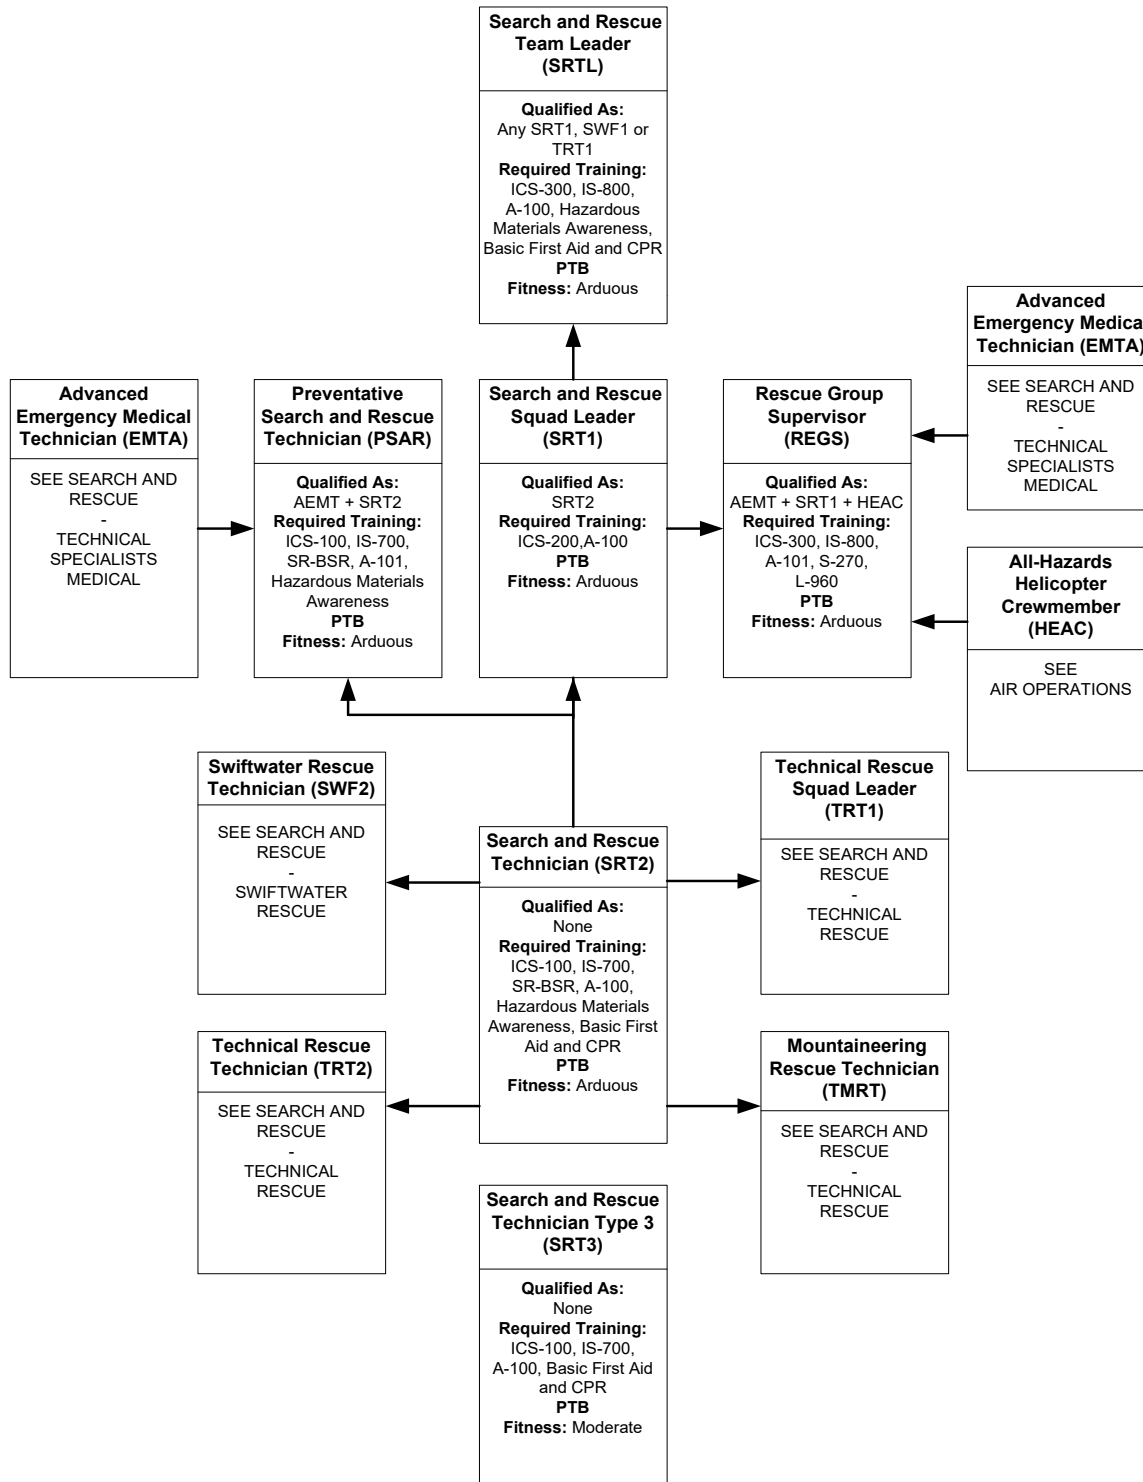 Search and Rescue
Team Leader
(SRTL)
Qualified As:
Any SRT1, SWF1 or
TRT1
Required Training:
ICS-300, IS-800,
A-100, Hazardous
Materials Awareness,
Basic First Aid and CPR
PTB
Fitness: Arduous
Advanced
Emergency Medical
Technician (EMTA)
SEE SEARCH AND
RESCUE
-
TECHNICAL
SPECIALISTS
MEDICAL
Preventative
Search and Rescue
Technician (PSAR)
Qualified As:
AEMT + SRT2
Required Training:
ICS-100, IS-700,
SR-BSR, A-101,
Hazardous Materials
Awareness
PTB
Fitness: Arduous
Search and Rescue
Squad Leader
(SRT1)
Qualified As:
SRT2
Required Training:
ICS-200,A-100
PTB
Fitness: Arduous
Rescue Group
Supervisor
(REGS)
Qualified As:
AEMT + SRT1 + HEAC
Required Training:
ICS-300, IS-800,
A-101, S-270,
L-960
PTB
Fitness: Arduous
Advanced
Emergency Medical
Technician (EMTA)
SEE SEARCH AND
RESCUE
-
TECHNICAL
SPECIALISTS
MEDICAL
All-Hazards
Helicopter
Crewmember
(HEAC)
SEE
AIR OPERATIONS
Swiftwater Rescue
Technician (SWF2)
SEE SEARCH AND
RESCUE
-
SWIFTWATER
RESCUE
Search and Rescue
Technician (SRT2)
Qualified As:
None
Required Training:
ICS-100, IS-700,
SR-BSR, A-100,
Hazardous Materials
Awareness, Basic First
Aid and CPR
PTB
Fitness: Arduous
Technical Rescue
Squad Leader
(TRT1)
SEE SEARCH AND
RESCUE
-
TECHNICAL
RESCUE
Technical Rescue
Technician (TRT2)
SEE SEARCH AND
RESCUE
-
TECHNICAL
RESCUE
Mountaineering
Rescue Technician
(TMRT)
SEE SEARCH AND
RESCUE
-
TECHNICAL
RESCUE
Search and Rescue
Technician Type 3
(SRT3)
Qualified As:
None
Required Training:
ICS-100, IS-700,
A-100, Basic First Aid
and CPR
PTB
Fitness: Moderate